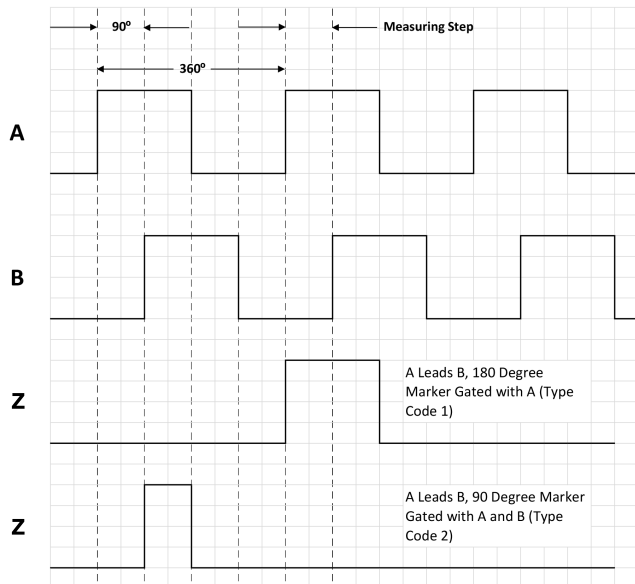 90º
Measuring Step
360º
A
B
Z
A Leads B, 180 Degree
Marker Gated with A (Type
Code 1)
Z
A Leads B, 90 Degree Marker
Gated with A and B (Type
Code 2)